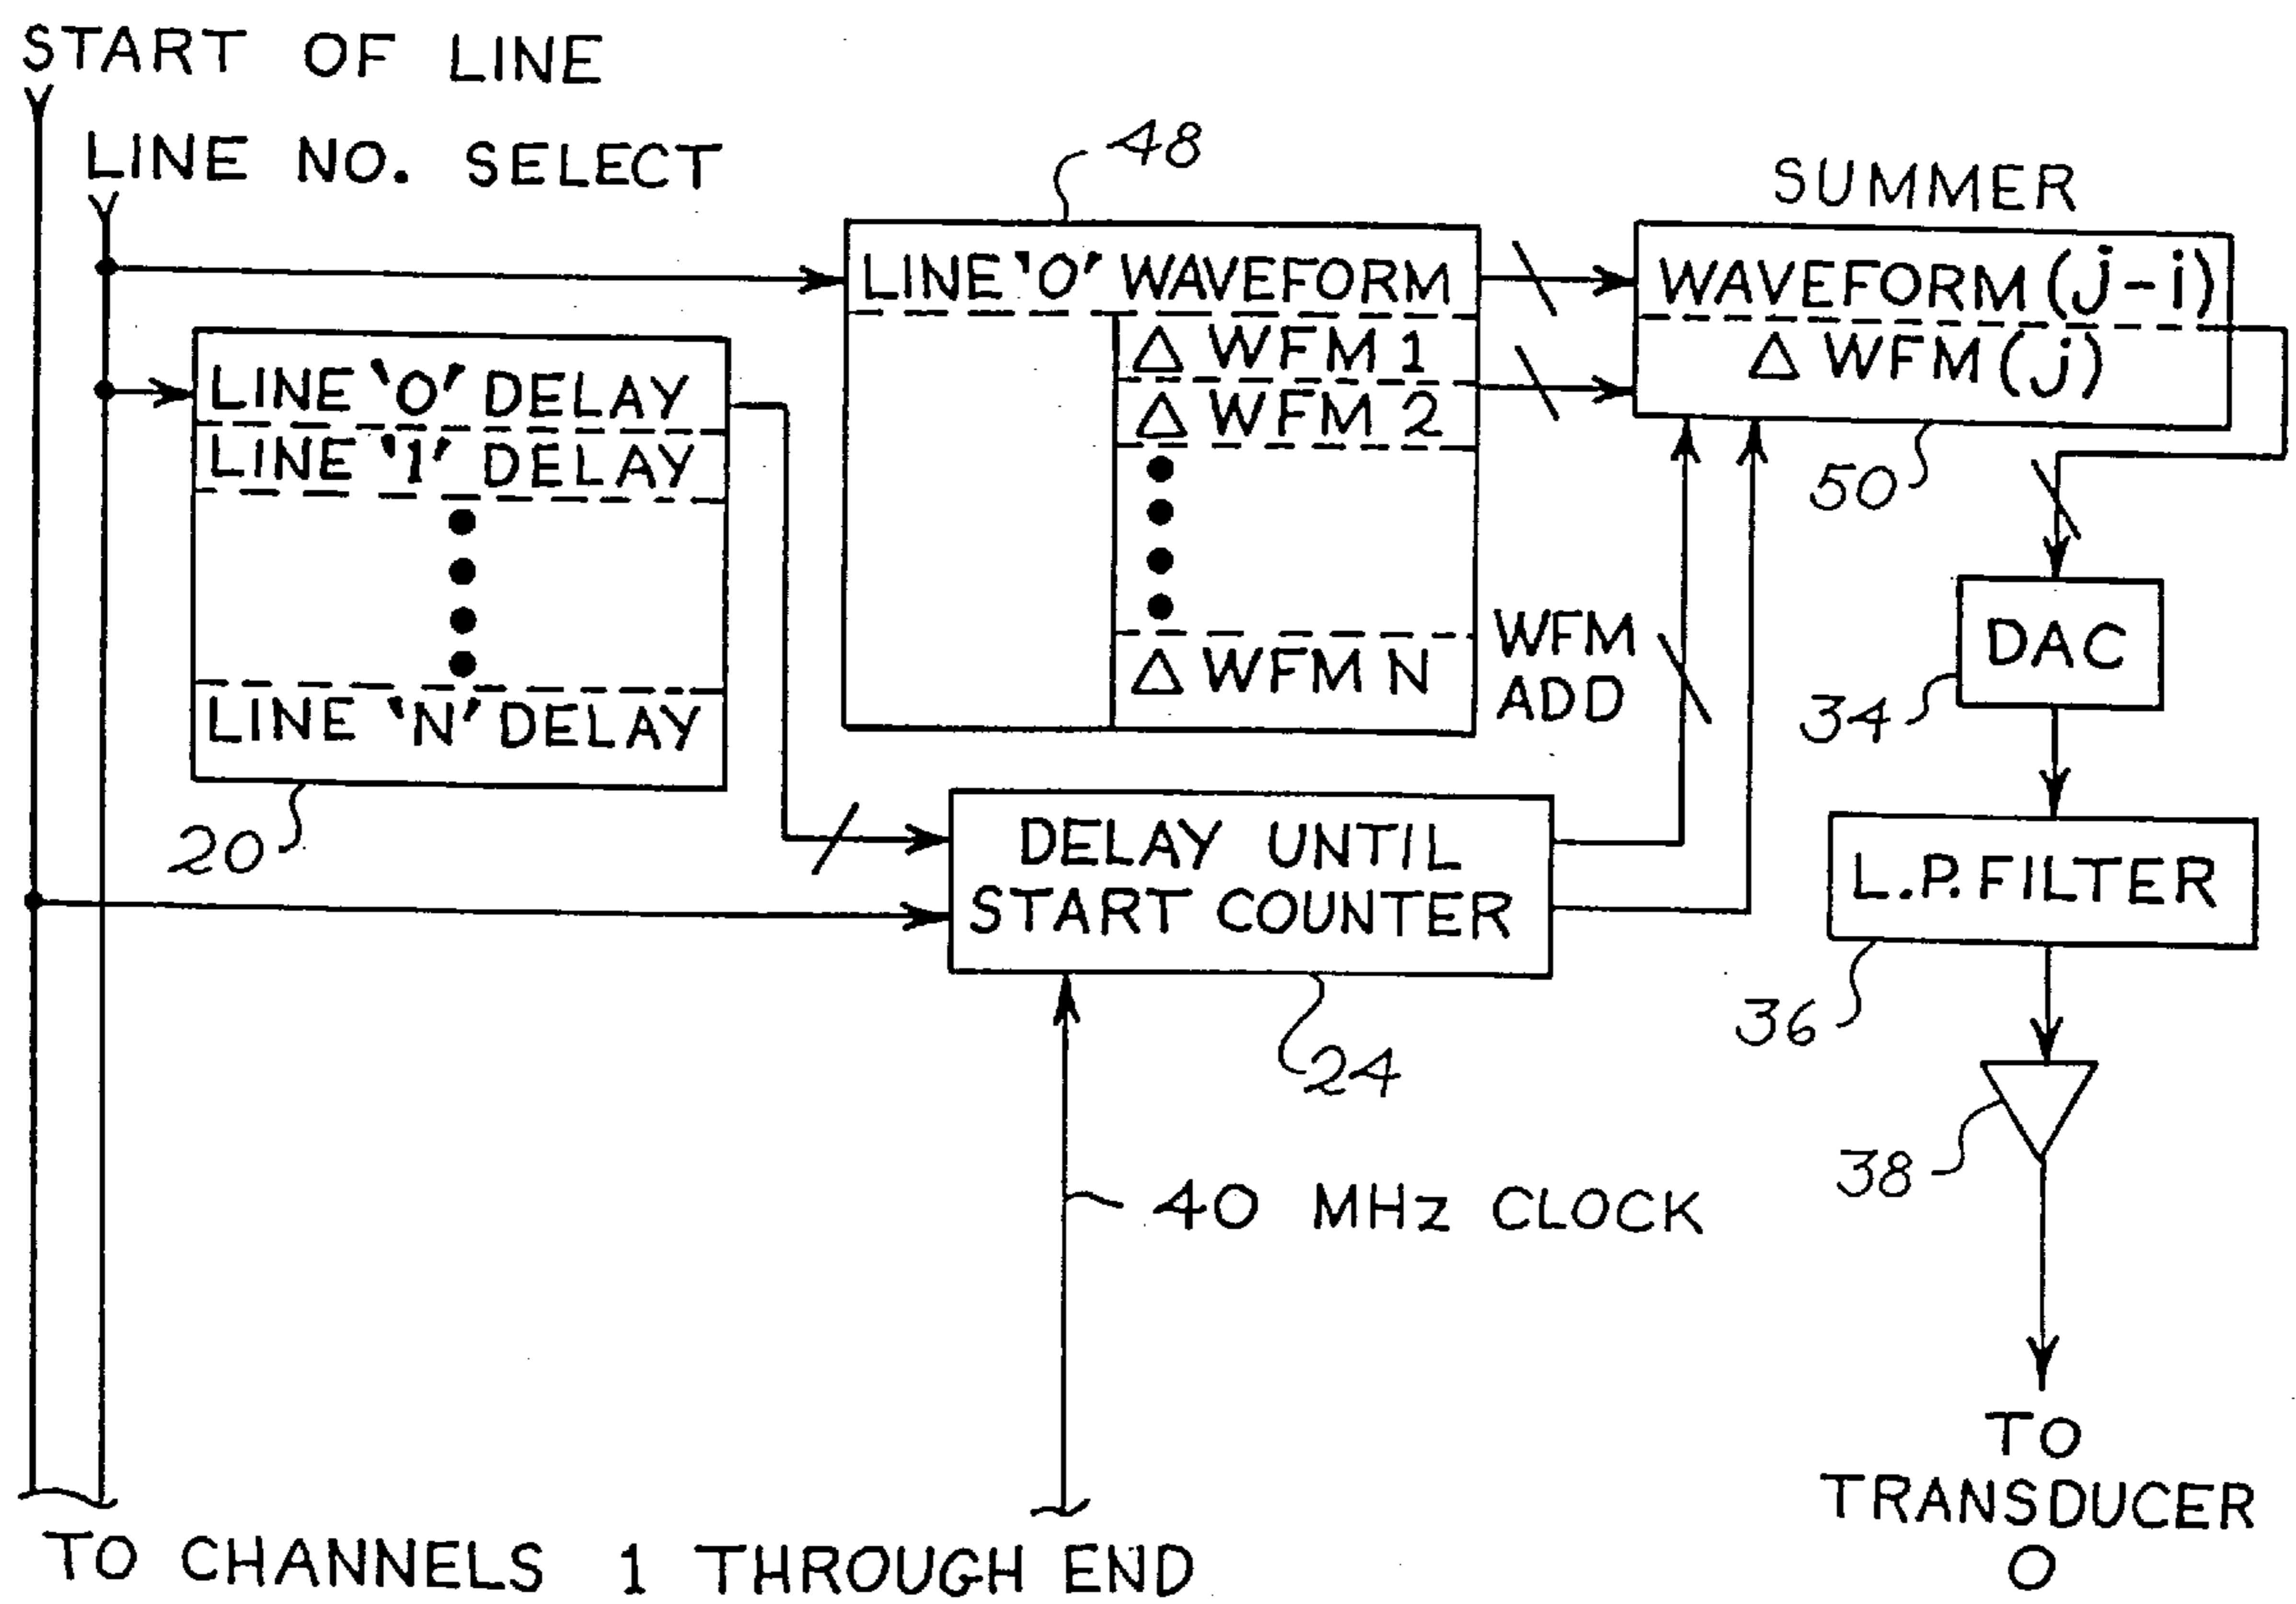 START OF LINE
LINE NO. SELECT
48
SUMMER
LINE 'O' WAVEFORM
Δ WFM 1
Δ WFM 2
Δ WFM N
WAVEFORM (j-i)
Δ WFM (j)
50
LINE 'O' DELAY
LINE '1' DELAY
LINE 'N' DELAY
20
WFM
ADD
DAC
34
DELAY UNTIL
START COUNTER
24
L.P. FILTER
36
38
40 MHz CLOCK
TO
TRANSDUCER
O
TO CHANNELS 1 THROUGH END